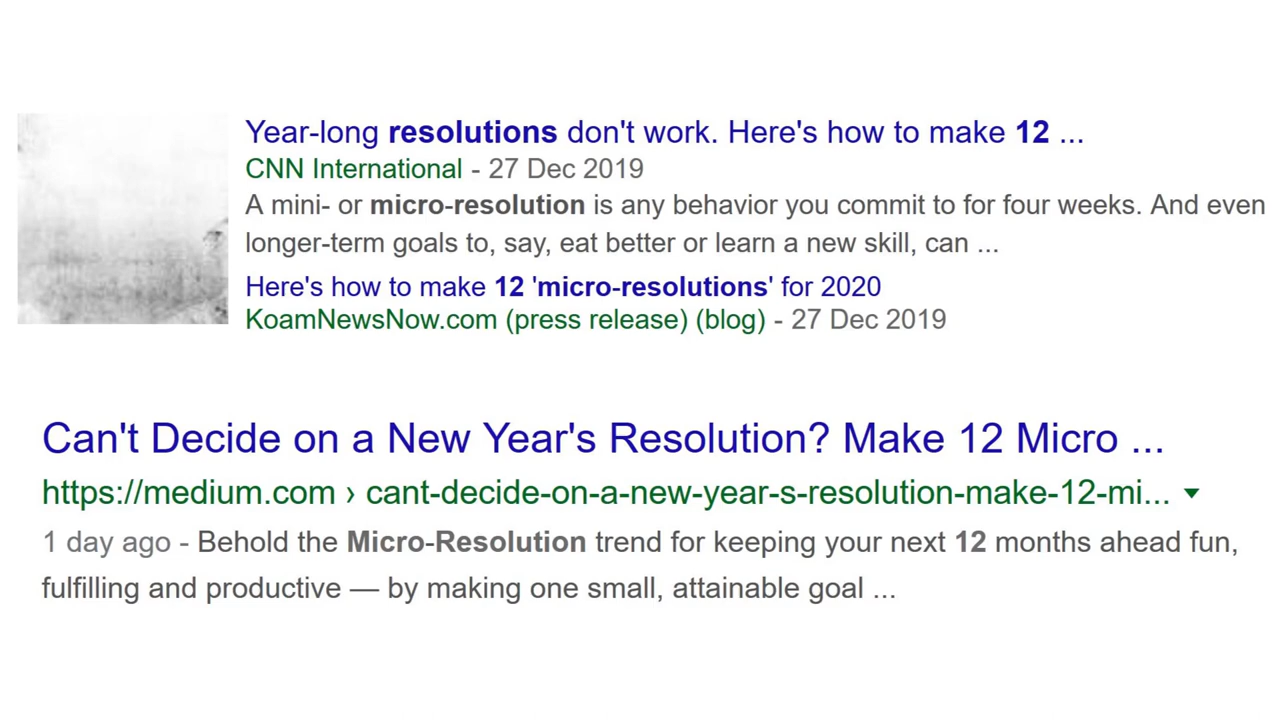 Year-long resolutions don't work. Here's how to make 12 ...
CNN International - 27 Dec 2019
A mini- or micro-resolution is any behavior you commit to for four weeks. And even
longer-term goals to, say, eat better or learn a new skill, can ...
Here's how to make 12 'micro-resolutions' for 2020
KoamNewsNow.com (press release) (blog) - 27 Dec 2019
Can't Decide on a New Year's Resolution? Make 12 Micro ...
https://medium.com › cant-decide-on-a-new-year-s-resolution-make-12-mi...
1 day ago - Behold the Micro-Resolution trend for keeping your next 12 months ahead fun,
fulfilling and productive — by making one small, attainable goal ...